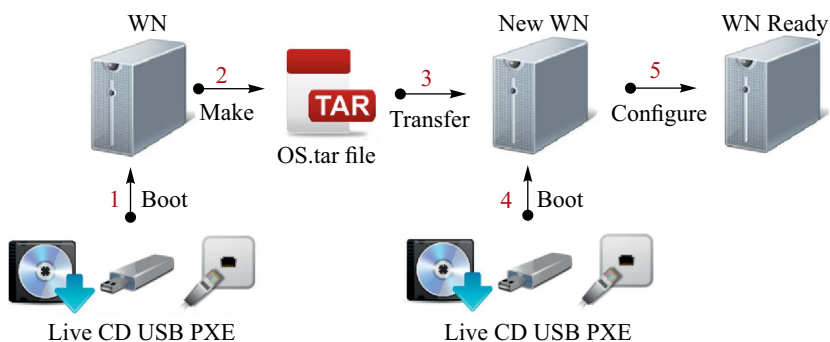 WN
New WN
WN Ready
2
3
5
Make
TAR
Transfer
Configure
OS.tar file
1
Boot
4
Boot
Live CD USB PXE
Live CD USB PXE